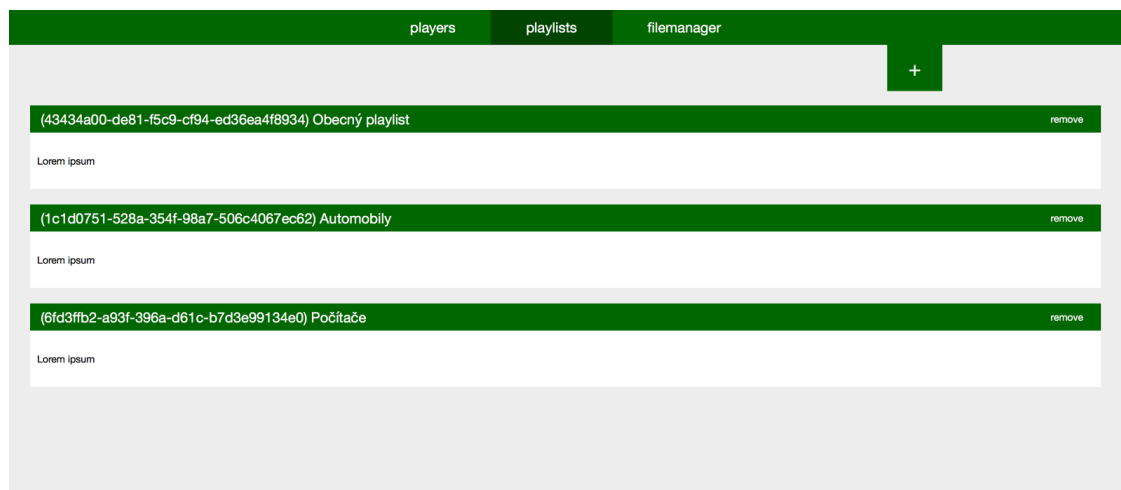 players playlists filemanager
+
(43434a00-de81-f5c9-cf94-ed36ea4f8934) Obecný playlist remove
Lorem ipsum
(1c1d0751-528a-354f-98a7-506c4067ec62) Automobily remove
Lorem ipsum
(6fd3ffb2-a93f-396a-d61c-b7d3e99134e0) Počítače remove
Lorem ipsum